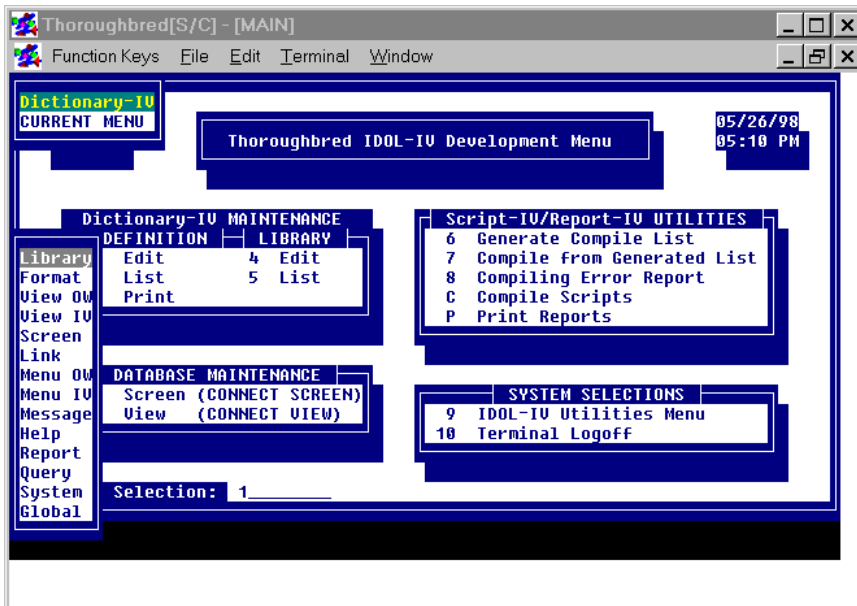 Thoroughbred[S/C] - [MAIN]
Function Keys File Edit Terminal Window
Dictionary-IV
CURRENT MENU
Thoroughbred IDOL-IV Development Menu
05/26/98
05:10 PM
Dictionary-IV MAINTENANCE
DEFINITION LIBRARY
Edit 4 Edit
List 5 List
Print
Library
Format
View OW
View IV
Screen
Link
Menu OW
Menu IV
Message
Help
Report
Query
System
Global
DATABASE MAINTENANCE
Screen (CONNECT SCREEN)
View (CONNECT VIEW)
Selection: 1
Script-IV/Report-IV UTILITIES
6 Generate Compile List
7 Compile from Generated List
8 Compiling Error Report
C Compile Scripts
P Print Reports
SYSTEM SELECTIONS
9 IDOL-IV Utilities Menu
10 Terminal Logoff